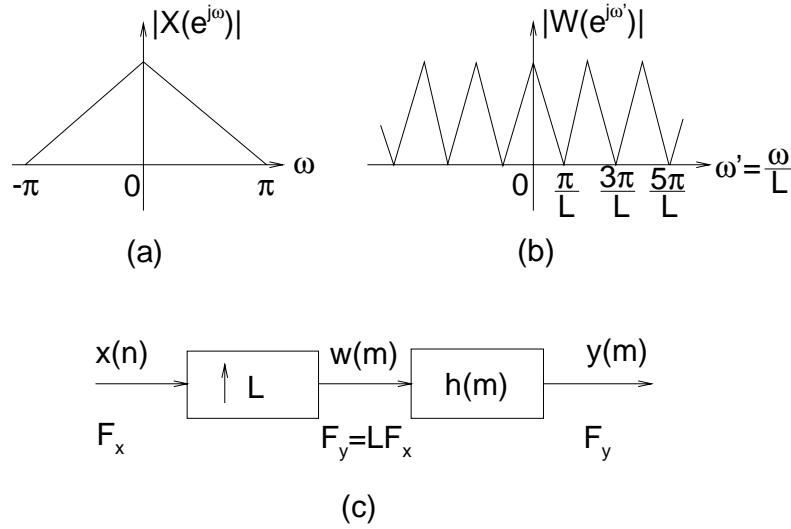 |X(e^{jω})|
-π 0 π ω
(a)
|W(e^{jω'})|
0 π/L 3π/L 5π/L ω'=ω/L
(b)
x(n) w(m) y(m)
↑ L h(m)
F_x F_y=LF_x F_y
(c)